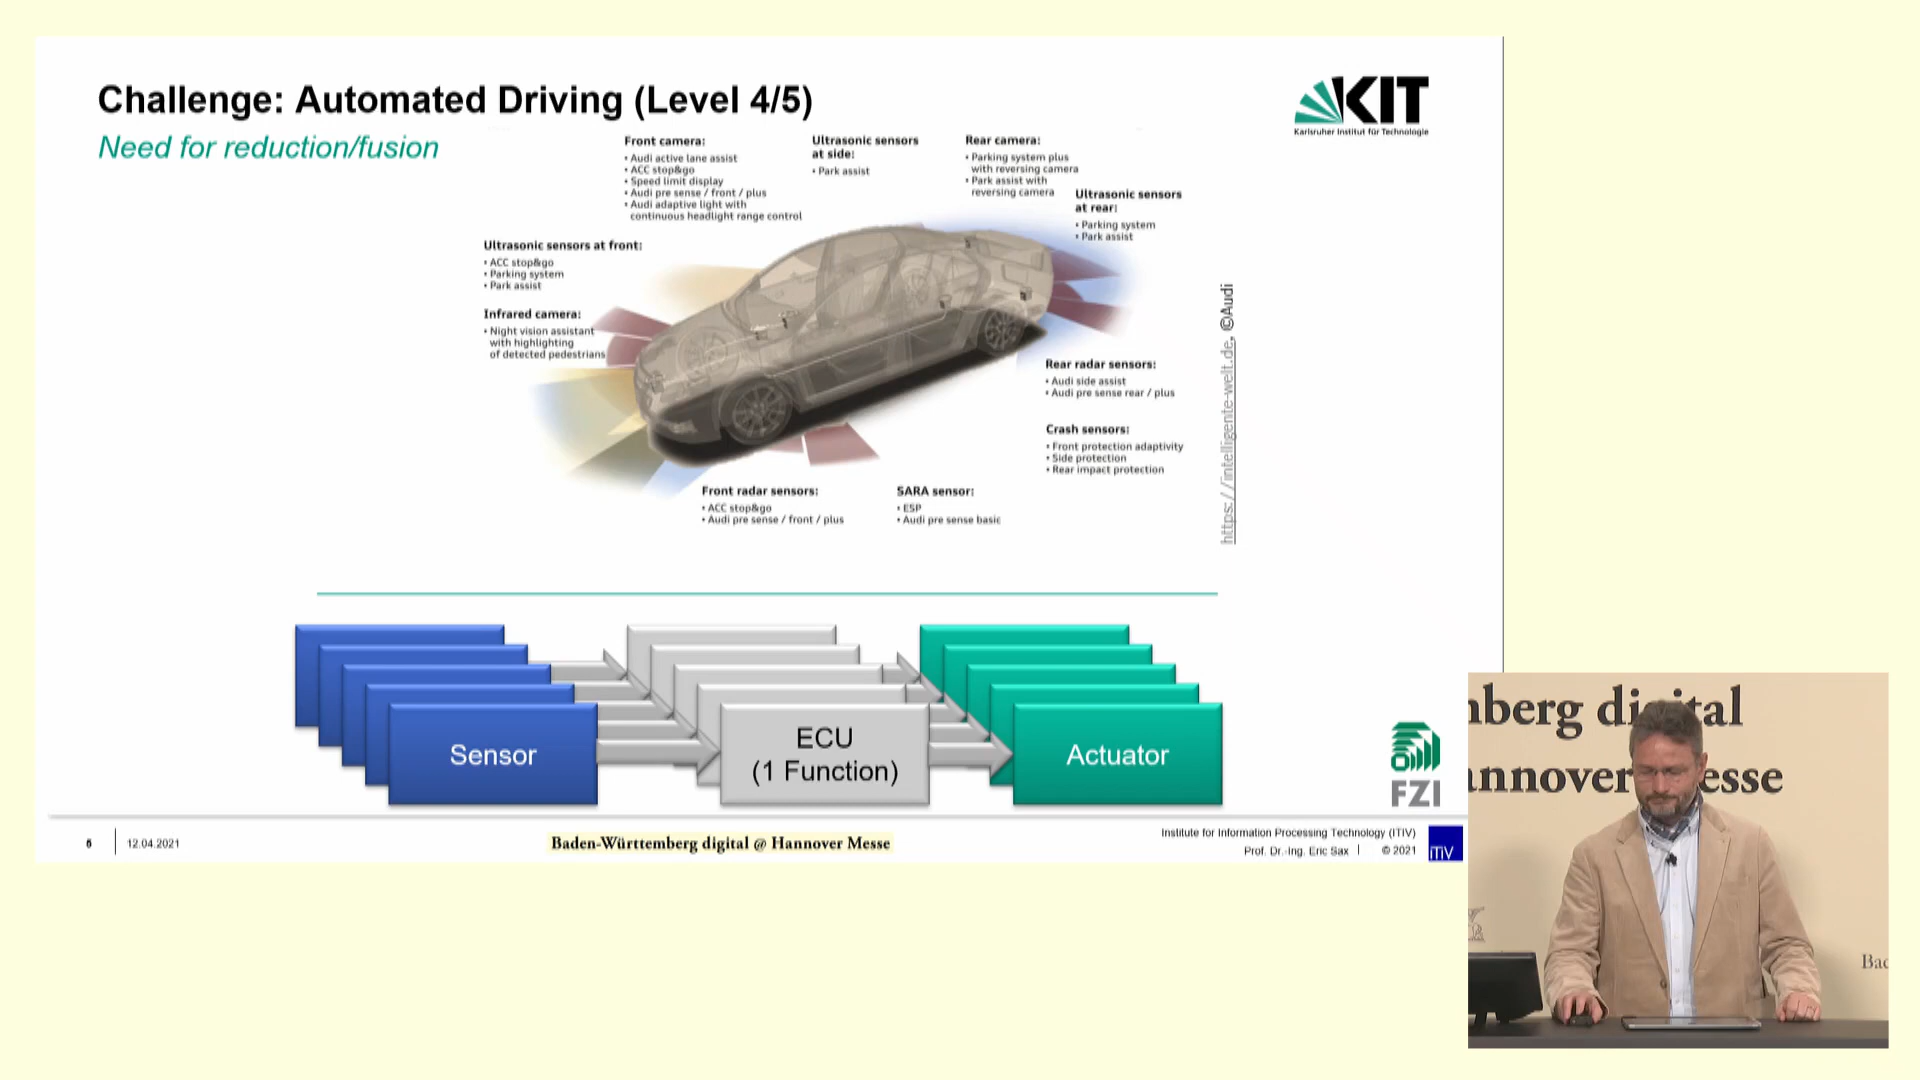 Challenge: Automated Driving (Level 4/5)
Need for reduction/fusion
KIT
Karlsruher Institut für Technologie
Front camera:
• Audi active lane assist
• ACC stop&go
• Speed limit display
• Audi pre sense / front / plus
• Audi adaptive light with
continuous headlight range control
Ultrasonic sensors
at side:
• Park assist
Rear camera:
• Parking system plus
with reversing camera
• Park assist with
reversing camera
Ultrasonic sensors
at rear:
• Parking system
• Park assist
Ultrasonic sensors at front:
• ACC stop&go
• Parking system
• Park assist
Infrared camera:
• Night vision assistant
with highlighting
of detected pedestrians
Rear radar sensors:
• Audi side assist
• Audi pre sense rear / plus
Crash sensors:
• Front protection adaptivity
• Side protection
• Rear impact protection
Front radar sensors:
• ACC stop&go
• Audi pre sense / front / plus
SARA sensor:
• ESP
• Audi pre sense basic
https://intelligente-welt.de, ©Audi
Sensor
ECU
(1 Function)
Actuator
FZI
6
12.04.2021
Baden-Württemberg digital @ Hannover Messe
Institute for Information Processing Technology (ITIV)
Prof. Dr.-Ing. Eric Sax | © 2021
ITIV
nberg digital
annover Messe
Bad